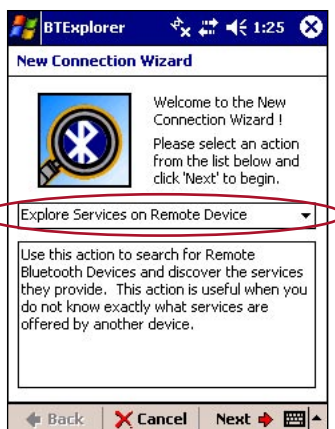 BTExplorer 1:25
New Connection Wizard
Welcome to the New
Connection Wizard !
Please select an action
from the list below and
click 'Next' to begin.
Explore Services on Remote Device
Use this action to search for Remote
Bluetooth Devices and discover the services
they provide.  This action is useful when you
do not know exactly what services are
offered by another device.
Back Cancel Next